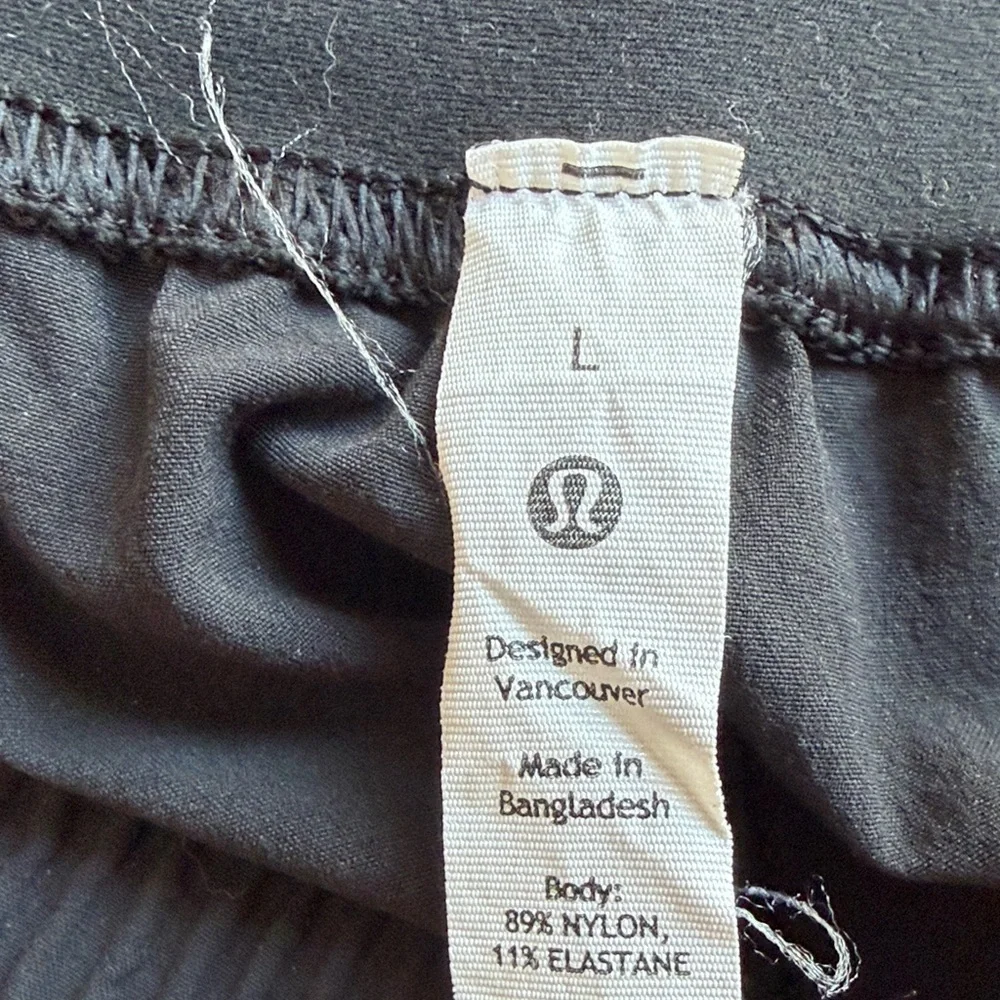 L
Designed in
Vancouver
Made in
Bangladesh
Body:
89% NYLON,
11% ELASTANE